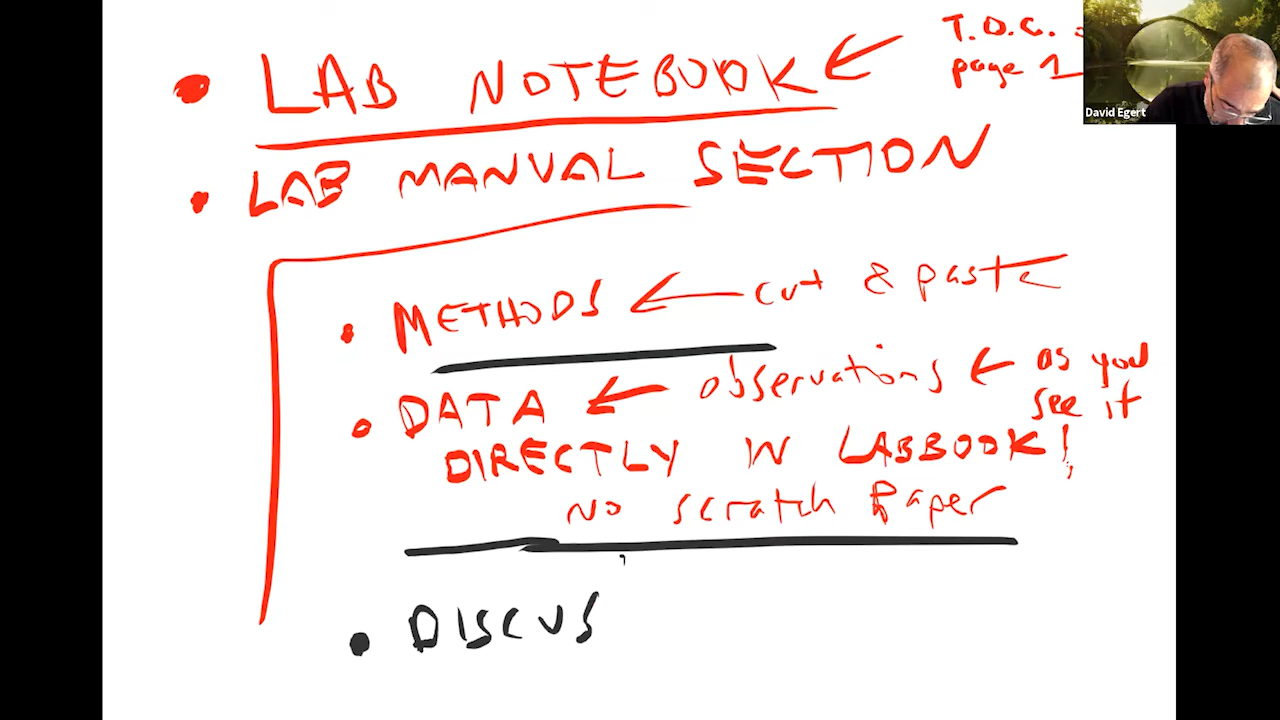 • LAB NOTEBOOK ← T.O.C.
page 1
David Egert
• LAB MANUAL SECTION
• METHODS ← cut & paste
• DATA ← observations ← as you
see it
DIRECTLY IN LABBOOK!
NO scratch Paper
• DISCUS